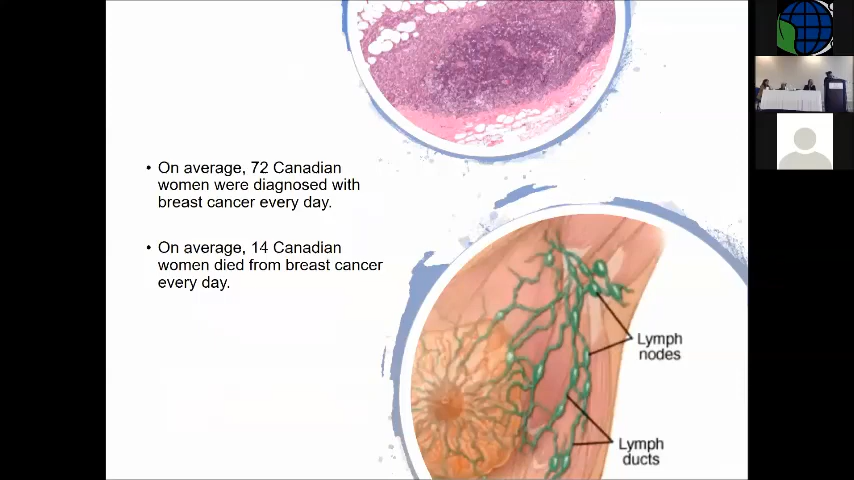 • On average, 72 Canadian
women were diagnosed with
breast cancer every day.
• On average, 14 Canadian
women died from breast cancer
every day.
Lymph
nodes
Lymph
ducts